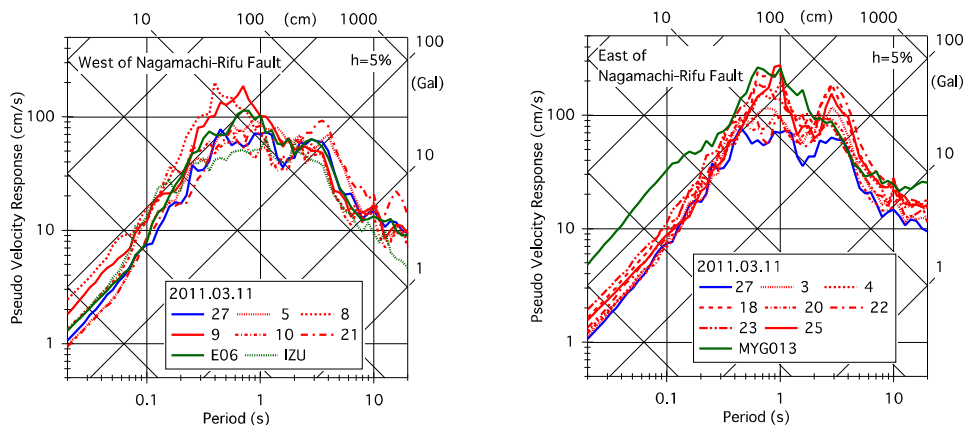 10 100 (cm) 1000
100
(Gal)
10
1
West of Nagamachi-Rifu Fault h=5%
Pseudo Velocity Response (cm/s)
100
10
1
2011.03.11
27 5 8
9 10 21
E06 IZU
0.1 1 10
Period (s)
10 100 (cm) 1000
100
(Gal)
10
1
East of
Nagamachi-Rifu Fault
h=5%
Pseudo Velocity Response (cm/s)
100
10
1
2011.03.11
27 3 4
18 20 22
23 25
MYG013
0.1 1 10
Period (s)